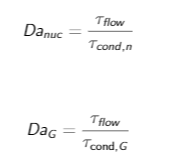 Da_nuc = τ_flow / τ_cond,n
Da_G = τ_flow / τ_cond,G